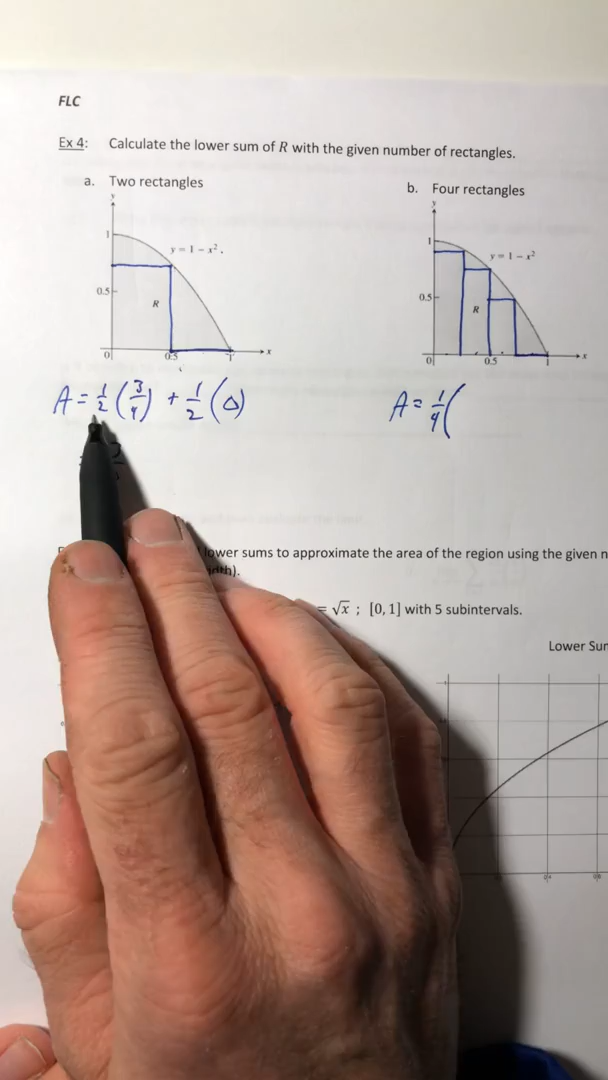 FLC
Ex 4: Calculate the lower sum of R with the given number of rectangles.
a. Two rectangles
y
1
y = 1 − x².
0.5
R
0
0.5
1
x
A = 1/2 (3/4) + 1/2 (0)
b. Four rectangles
y
1
y = 1 − x²
0.5
R
0
0.5
1
x
A = 1/4 (
lower sums to approximate the area of the region using the given
= √x ; [0, 1] with 5 subintervals.
Lower